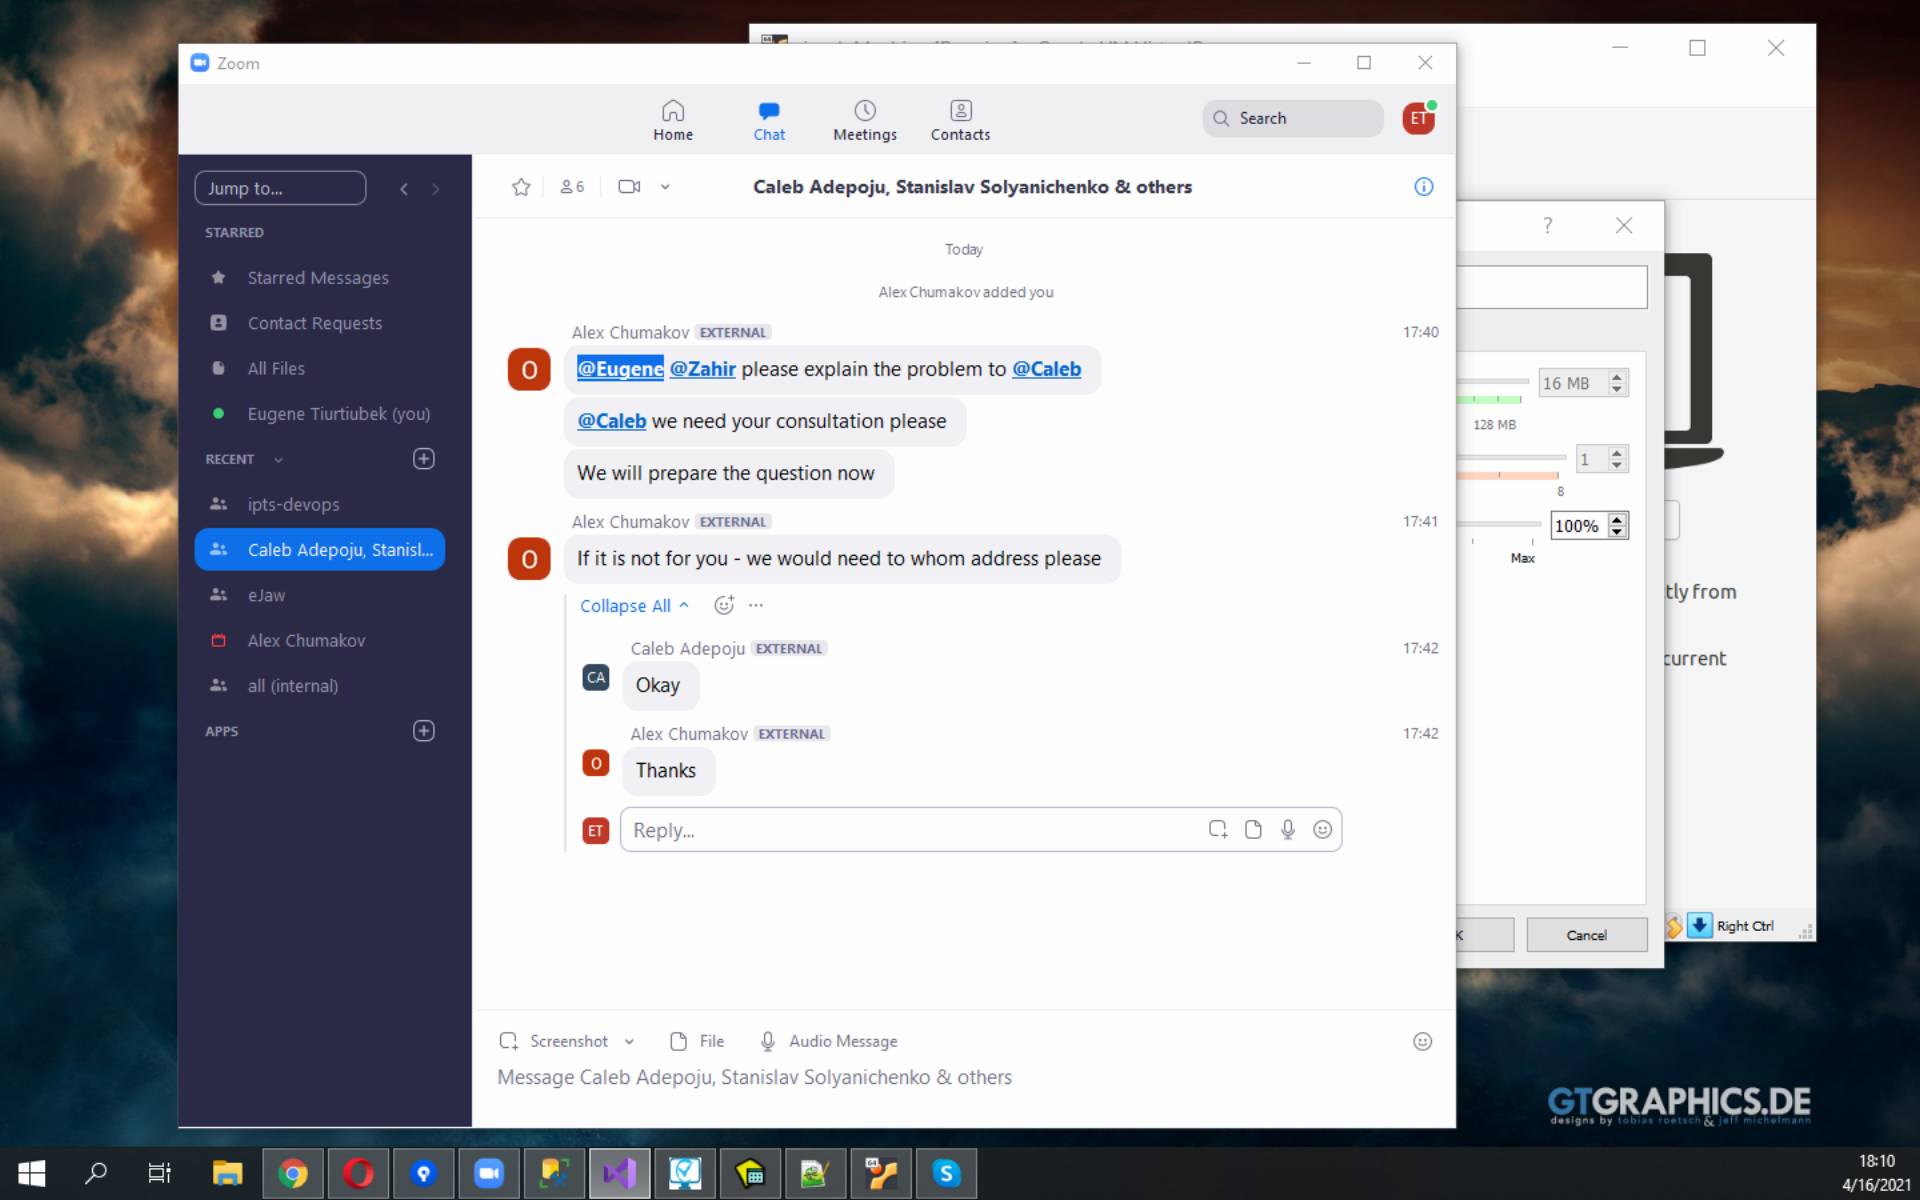 Zoom
Home
Chat
Meetings
Contacts
Search
ET
Jump to...
STARRED
Starred Messages
Contact Requests
All Files
Eugene Tiurtiubek (you)
RECENT
ipts-devops
Caleb Adepoju, Stanisl...
eJaw
Alex Chumakov
all (internal)
APPS
6
Caleb Adepoju, Stanislav Solyanichenko & others
Today
Alex Chumakov added you
Alex Chumakov EXTERNAL 17:40
O
@Eugene @Zahir please explain the problem to @Caleb
@Caleb we need your consultation please
We will prepare the question now
Alex Chumakov EXTERNAL 17:41
O
If it is not for you - we would need to whom address please
Collapse All
Caleb Adepoju EXTERNAL 17:42
CA
Okay
Alex Chumakov EXTERNAL 17:42
O
Thanks
ET
Reply...
Screenshot
File
Audio Message
Message Caleb Adepoju, Stanislav Solyanichenko & others
?
16 MB
128 MB
1
8
100%
Max
tly from
current
K
Cancel
Right Ctrl
GTGRAPHICS.DE
designs by tobias roetsch & jeff michelmann
64
S
18:10
4/16/2021